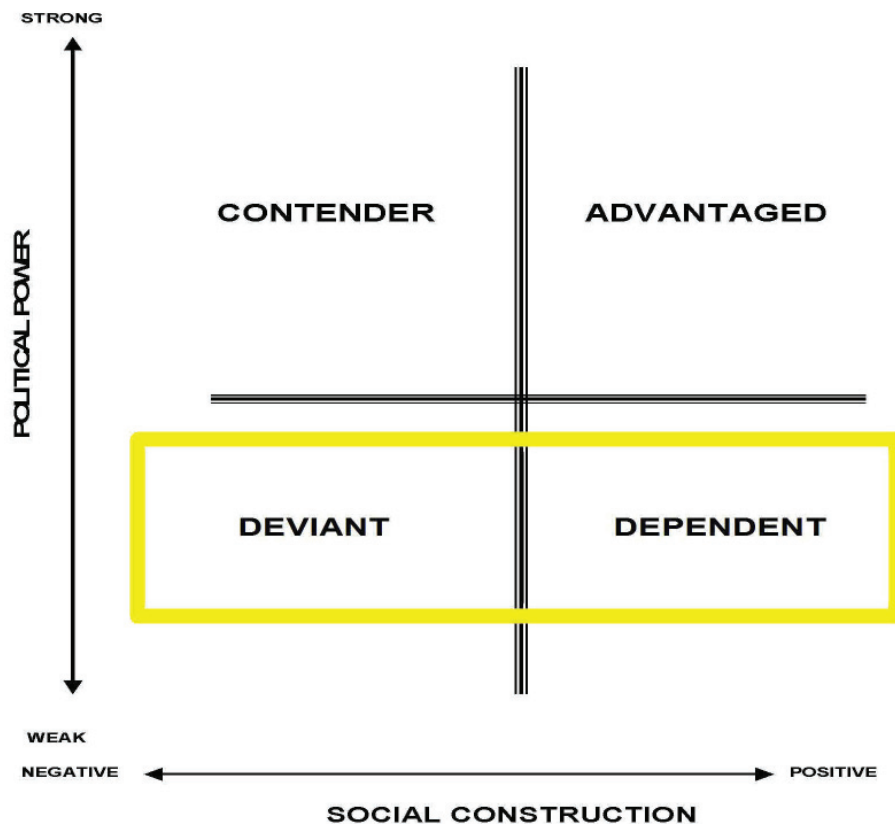 STRONG
POLITICAL POWER
CONTENDER
ADVANTAGED
DEVIANT
DEPENDENT
WEAK
NEGATIVE
POSITIVE
SOCIAL CONSTRUCTION